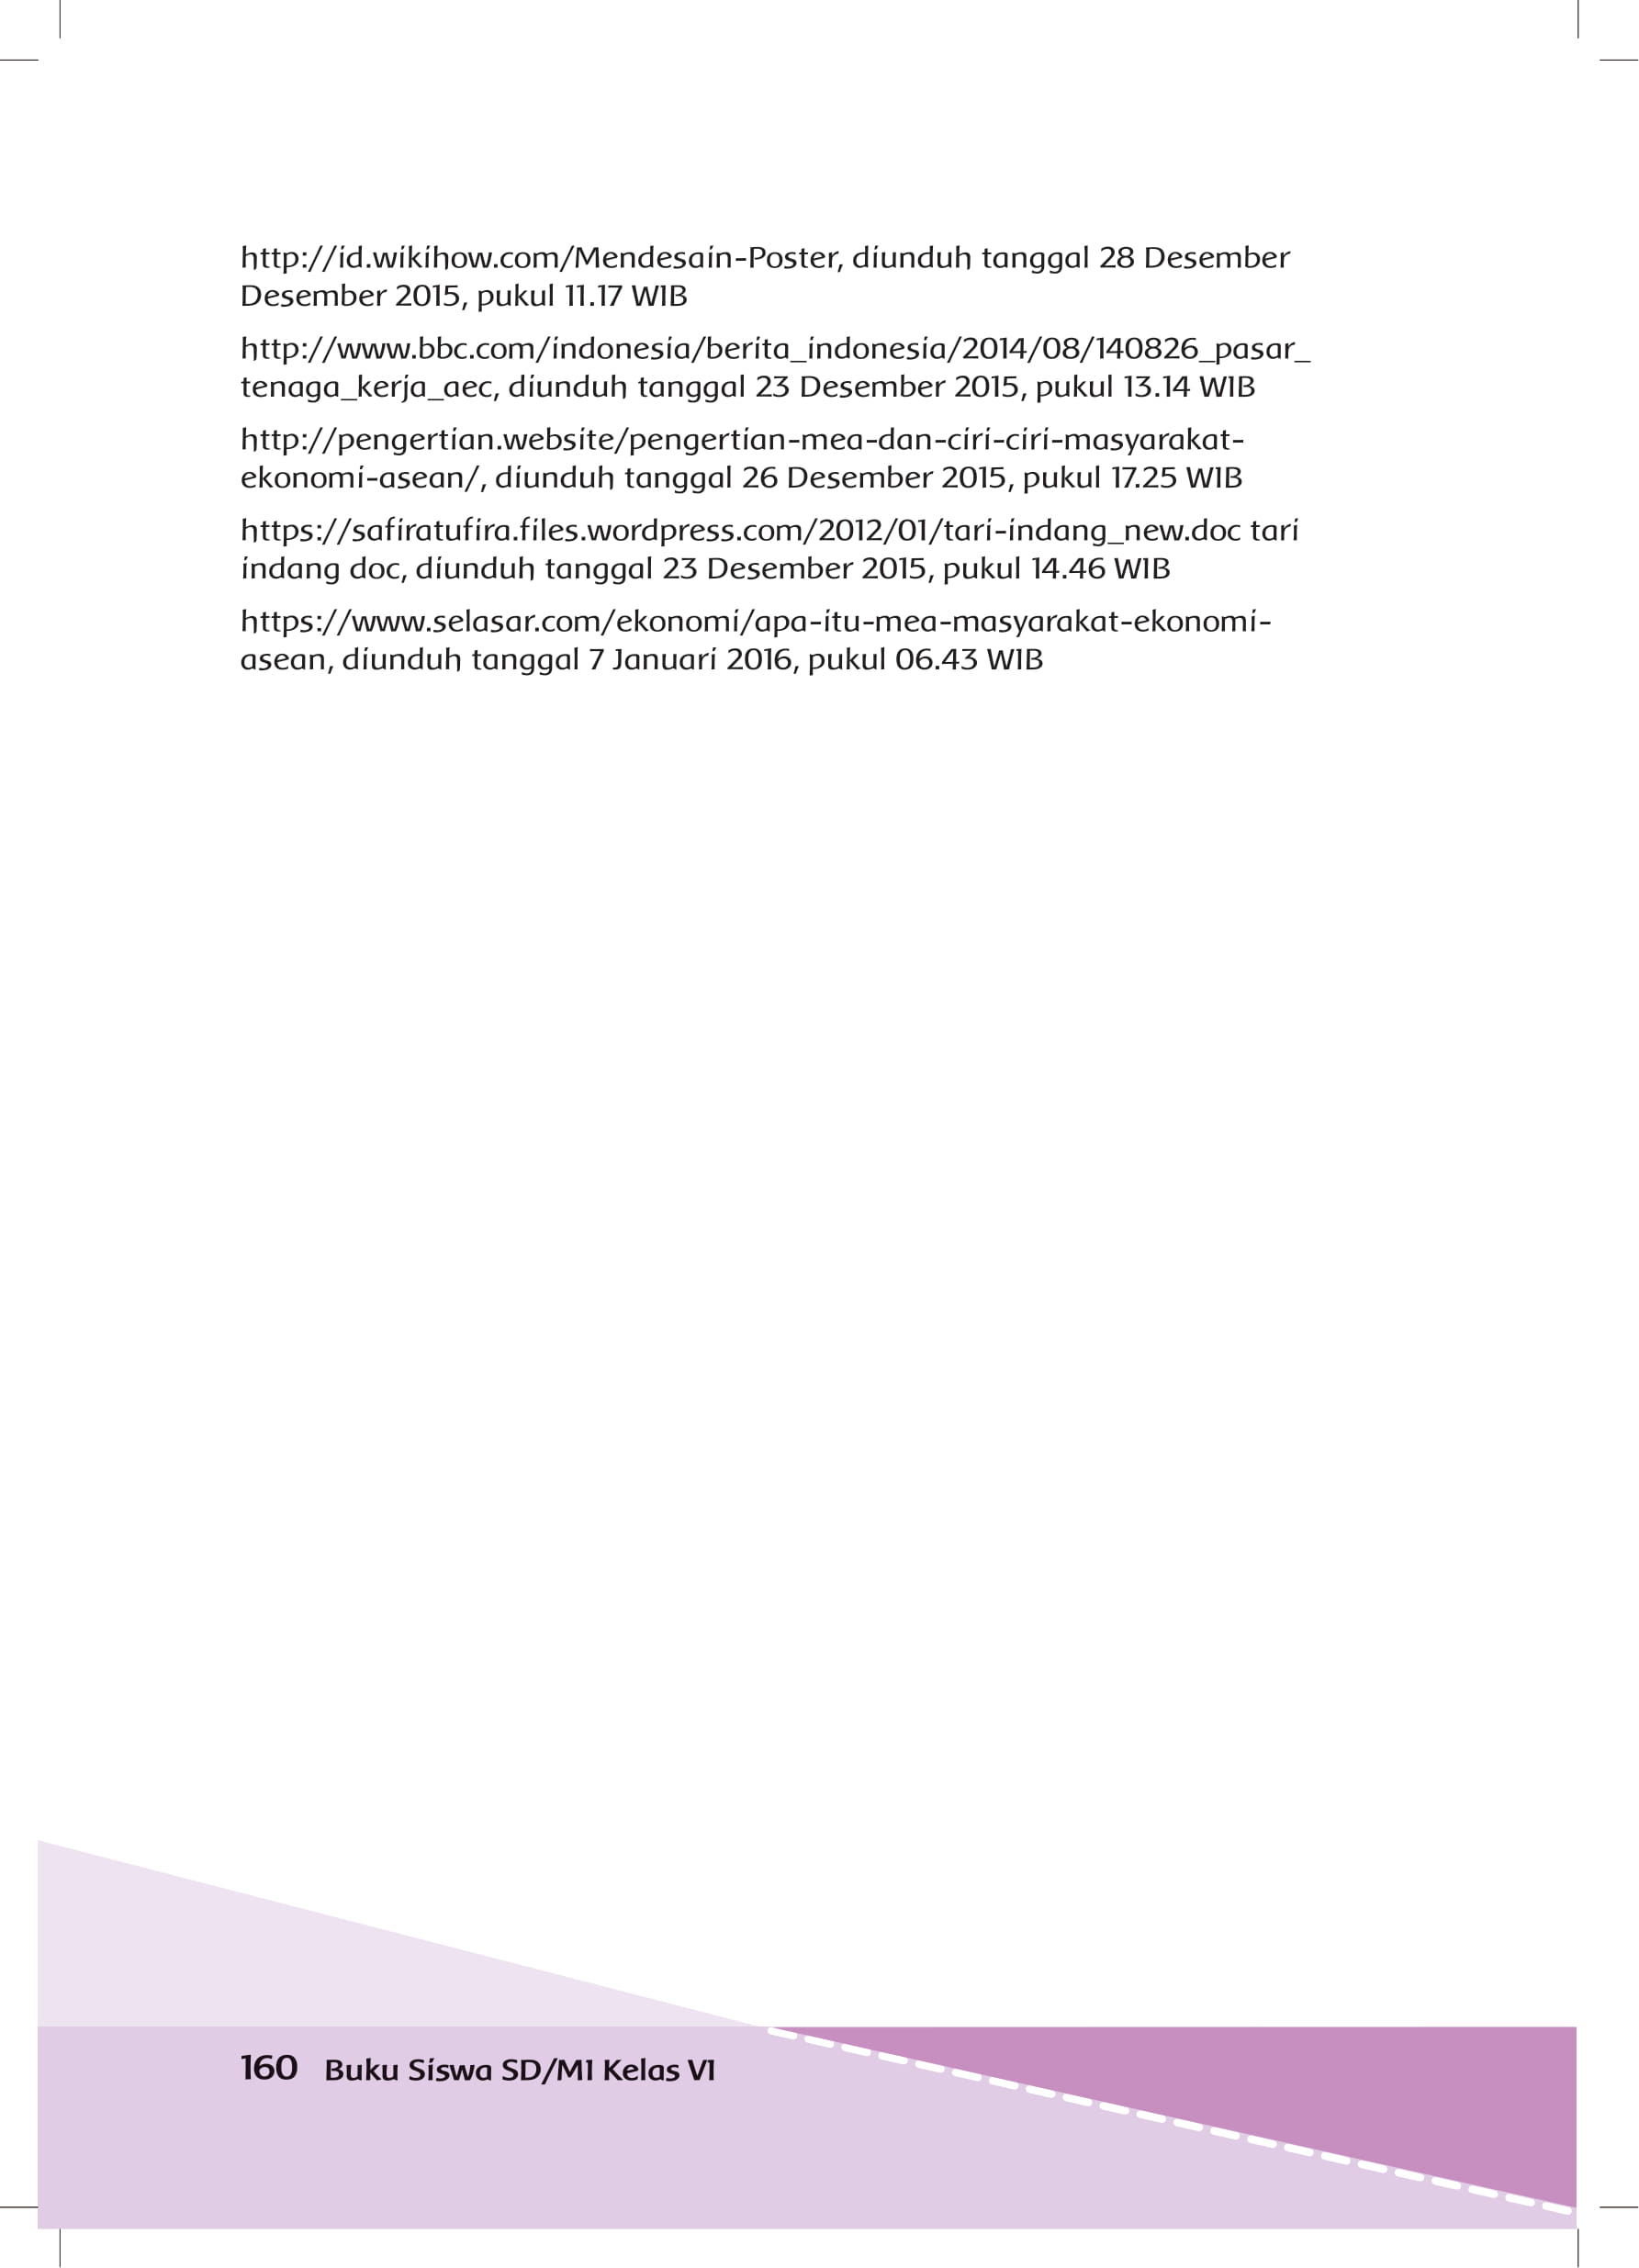 http://id.wikihow.com/Mendesain-Poster, diunduh tanggal 28 Desember
Desember 2015, pukul 11.17 WIB
http://www.bbc.com/indonesia/berita_indonesia/2014/08/140826_pasar_
tenaga_kerja_aec, diunduh tanggal 23 Desember 2015, pukul 13.14 WIB
http://pengertian.website/pengertian-mea-dan-ciri-ciri-masyarakat-
ekonomi-asean/, diunduh tanggal 26 Desember 2015, pukul 17.25 WIB
https://safiratufira.files.wordpress.com/2012/01/tari-indang_new.doc tari
indang doc, diunduh tanggal 23 Desember 2015, pukul 14.46 WIB
https://www.selasar.com/ekonomi/apa-itu-mea-masyarakat-ekonomi-
asean, diunduh tanggal 7 Januari 2016, pukul 06.43 WIB
160 Buku Siswa SD/MI Kelas VI